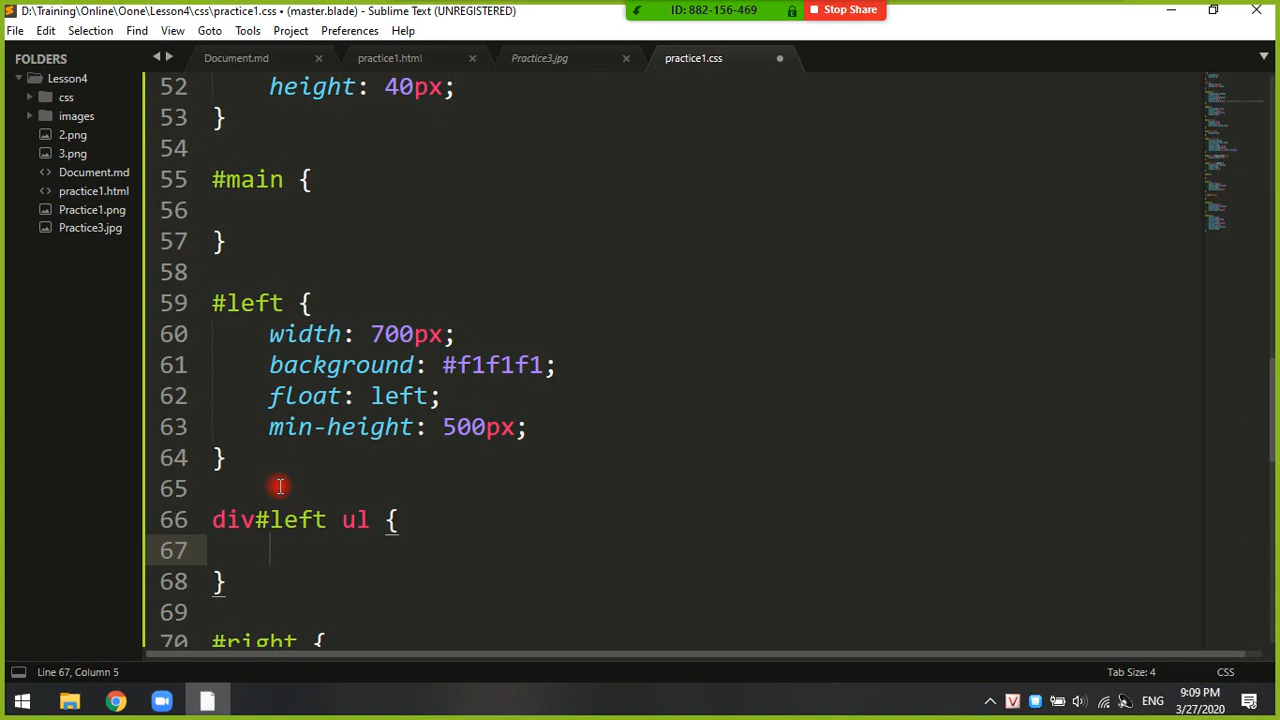 D:\Training\Online\Oone\Lesson4\css\practice1.css • (master.blade) - Sublime Text (UNREGISTERED)
ID: 882-156-469
Stop Share
File Edit Selection Find View Goto Tools Project Preferences Help
FOLDERS
Lesson4
css
images
2.png
3.png
Document.md
practice1.html
Practice1.png
Practice3.jpg
Document.md
practice1.html
Practice3.jpg
practice1.css
52 height: 40px;
53 }
54
55 #main {
56
57 }
58
59 #left {
60 width: 700px;
61 background: #f1f1f1;
62 float: left;
63 min-height: 500px;
64 }
65
66 div#left ul {
67
68 }
69
70 #right {
Line 67, Column 5
Tab Size: 4
CSS
ENG
9:09 PM
3/27/2020